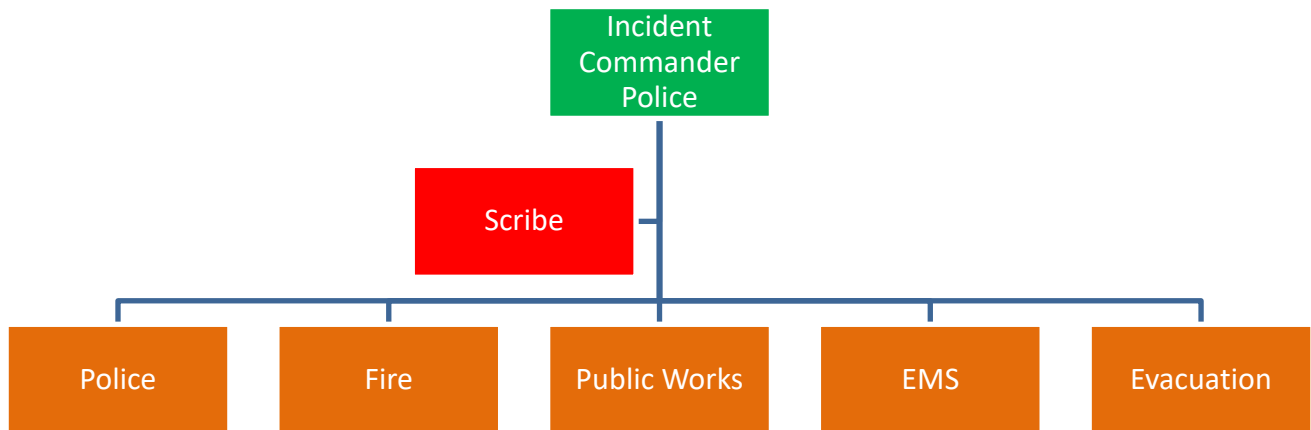 Incident
Commander
Police
Scribe
Police
Fire
Public Works
EMS
Evacuation